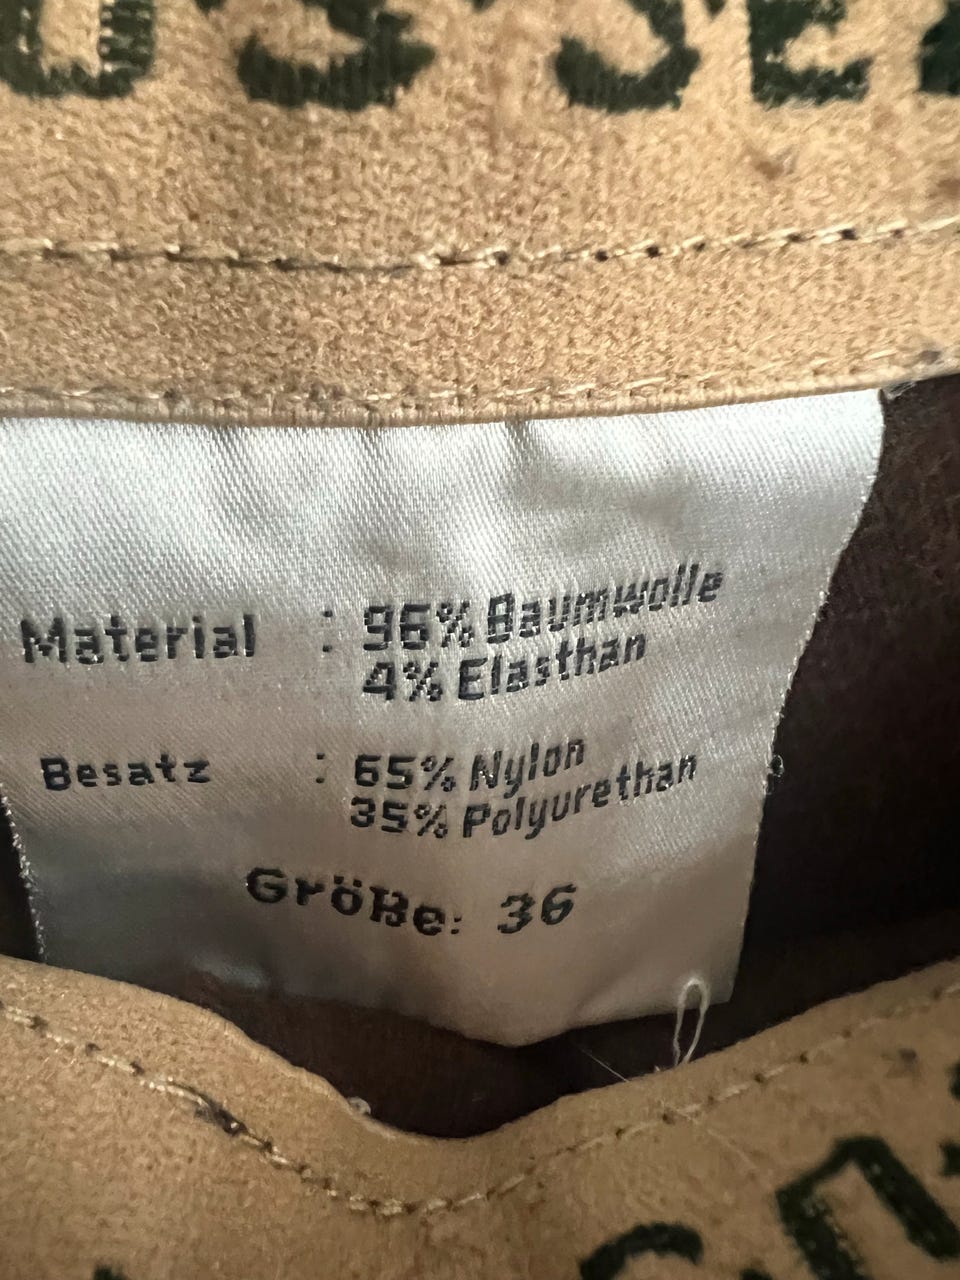 Material : 96% Baumwolle
4% Elasthan
Besatz : 65% Nylon
35% Polyurethan
Größe: 36